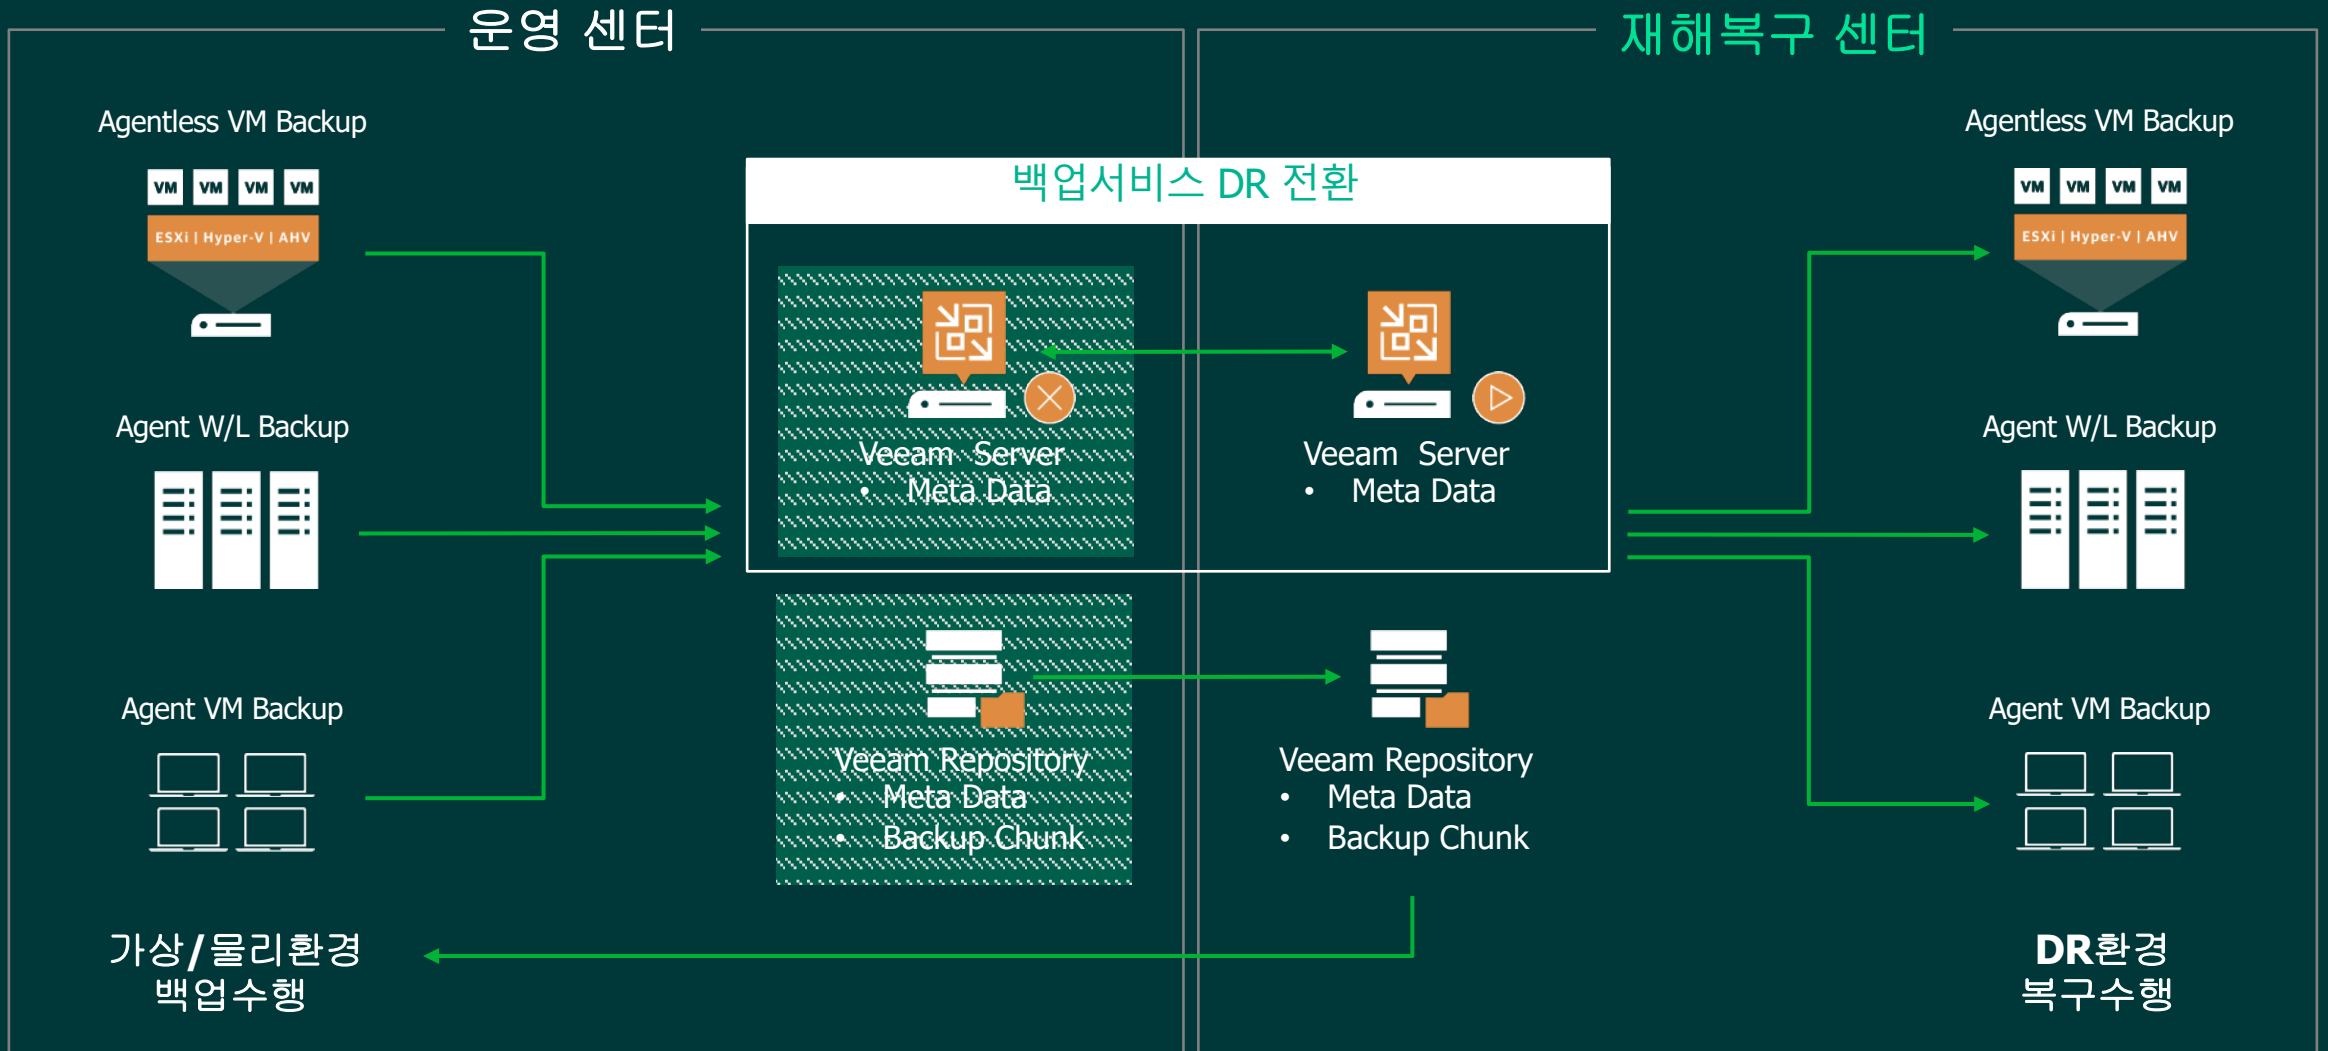 운영 센터
재해복구 센터
Agentless VM Backup
VM VM VM VM
ESXi | Hyper-V | AHV
Agent W/L Backup
Agent VM Backup
가상/물리환경
백업수행
백업서비스 DR 전환
Veeam Server
• Meta Data
Veeam Server
• Meta Data
Veeam Repository
• Meta Data
• Backup Chunk
Veeam Repository
• Meta Data
• Backup Chunk
Agentless VM Backup
VM VM VM VM
ESXi | Hyper-V | AHV
Agent W/L Backup
Agent VM Backup
DR환경
복구수행